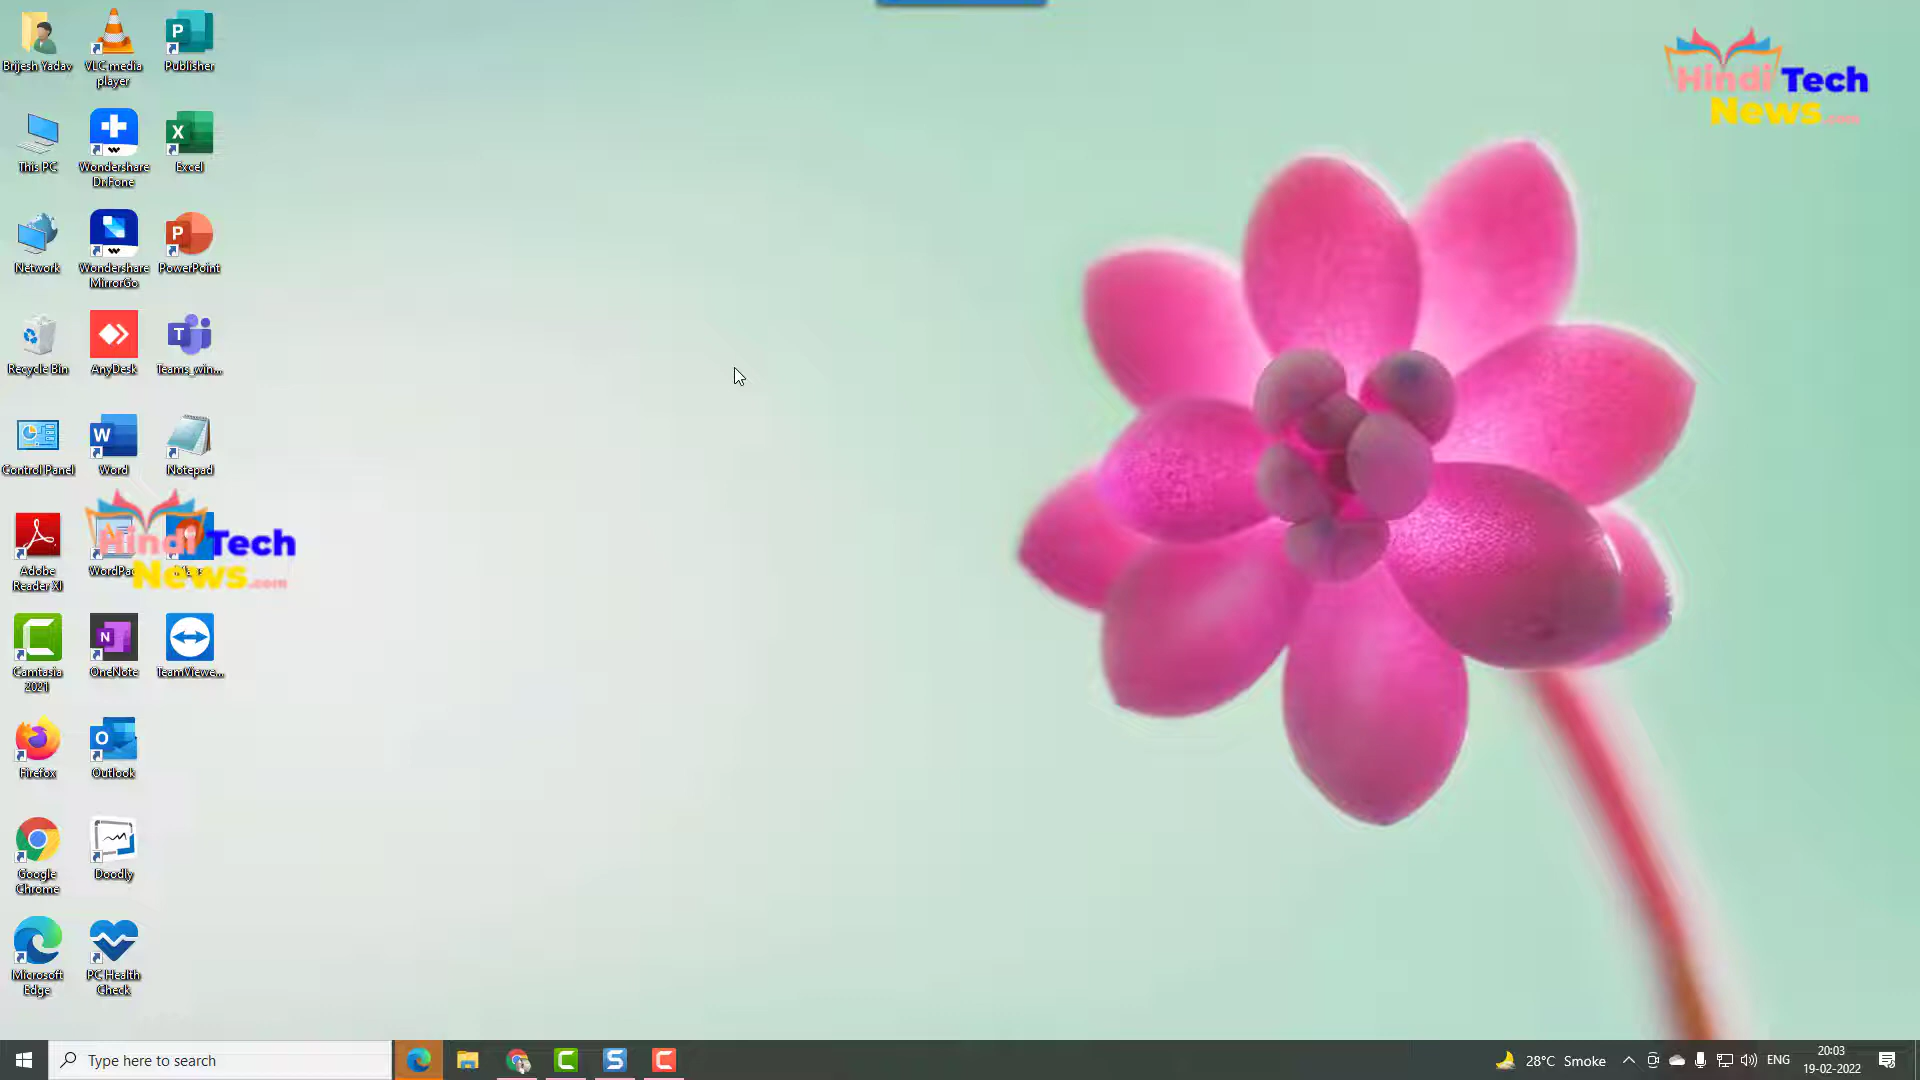 Brijesh Yadav
VLC media
player
Publisher
This PC
Wondershare
DrFone
Excel
Network
Wondershare
MirrorGo
PowerPoint
Recycle Bin
AnyDesk
Teams_win...
Control Panel
Word
Notepad
Adobe
Reader XI
Hindi Tech
News.com
Camtasia
2021
OneNote
TeamViewe...
Firefox
Outlook
Google
Chrome
Doodly
Microsoft
Edge
PC Health
Check
Hindi Tech
News.com
Type here to search
28°C Smoke
ENG
20:03
19-02-2022